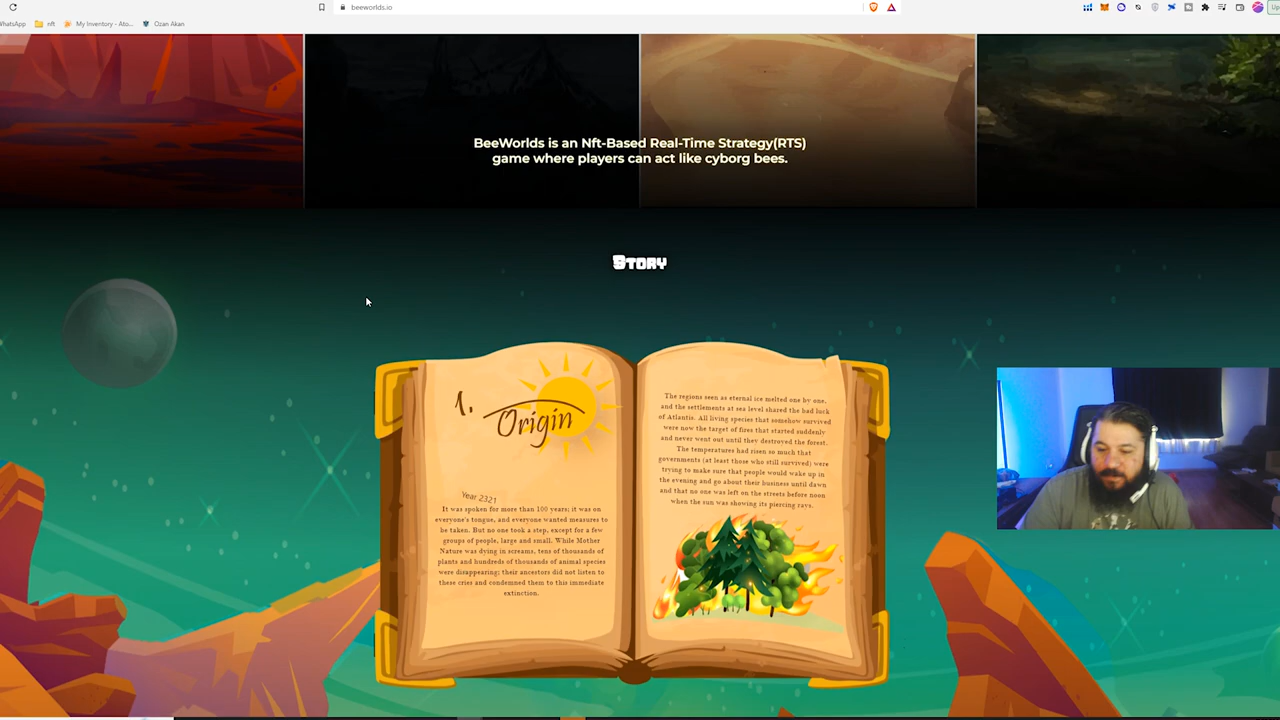 beeworlds.io
Up
WhatsApp
nft
My Inventory - Ato...
Ozan Akan
BeeWorlds is an Nft-Based Real-Time Strategy(RTS)
game where players can act like cyborg bees.
Story
1.
Origin
Year 2321
It was spoken for more than 100 years; it was on
everyone's tongue, and everyone wanted measures to
be taken. But no one took a step, except for a few
groups of people, large and small. While Mother
Nature was dying in screams, tens of thousands of
plants and hundreds of thousands of animal species
were disappearing; their ancestors did not listen to
these cries and condemned them to this immediate
extinction.
The regions seen as eternal ice melted one by one,
and the settlements at sea level shared the bad luck
of Atlantis. All living species that somehow survived
were now the target of fires that started suddenly
and never went out until they destroyed the forest.
The temperatures had risen so much that
governments (at least those who still survived) were
trying to make sure that people would wake up in
the evening and go about their business until dawn
and that no one was left on the streets before noon
when the sun was showing its piercing rays.